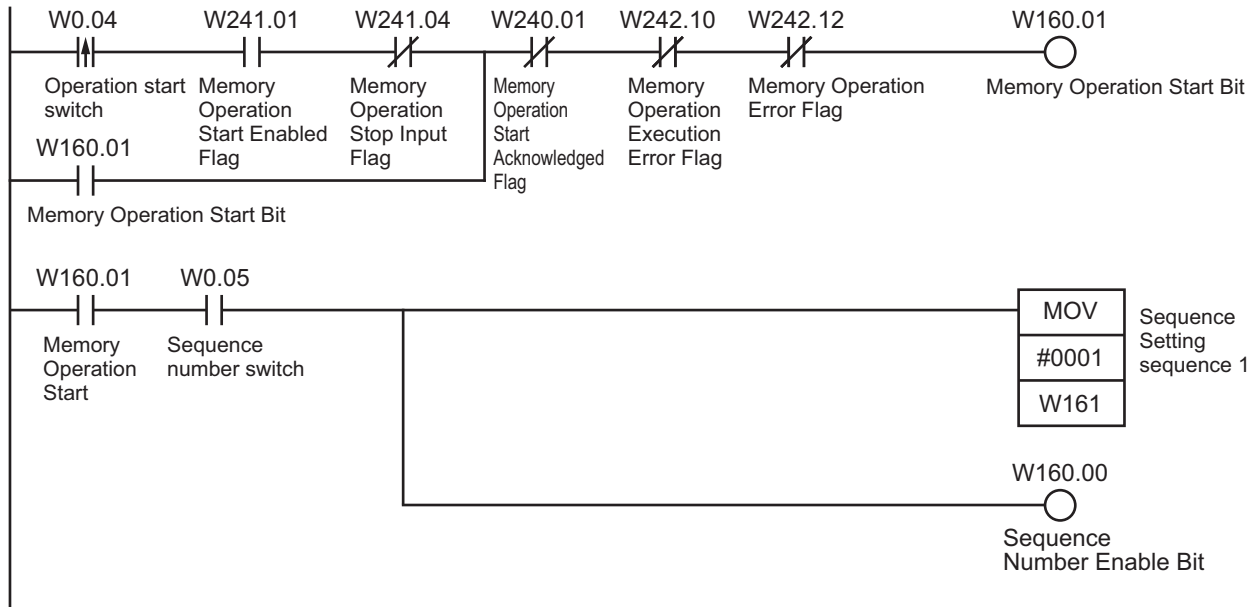 W0.04 W241.01 W241.04 W240.01 W242.10 W242.12 W160.01
Operation start
switch
Memory
Operation
Start Enabled
Flag
Memory
Operation
Stop Input
Flag
Memory
Operation
Start
Acknowledged
Flag
Memory
Operation
Execution
Error Flag
Memory Operation
Error Flag
Memory Operation Start Bit
W160.01
Memory Operation Start Bit
W160.01 W0.05
Memory
Operation
Start
Sequence
number switch
MOV
#0001
W161
Sequence
Setting
sequence 1
W160.00
Sequence
Number Enable Bit